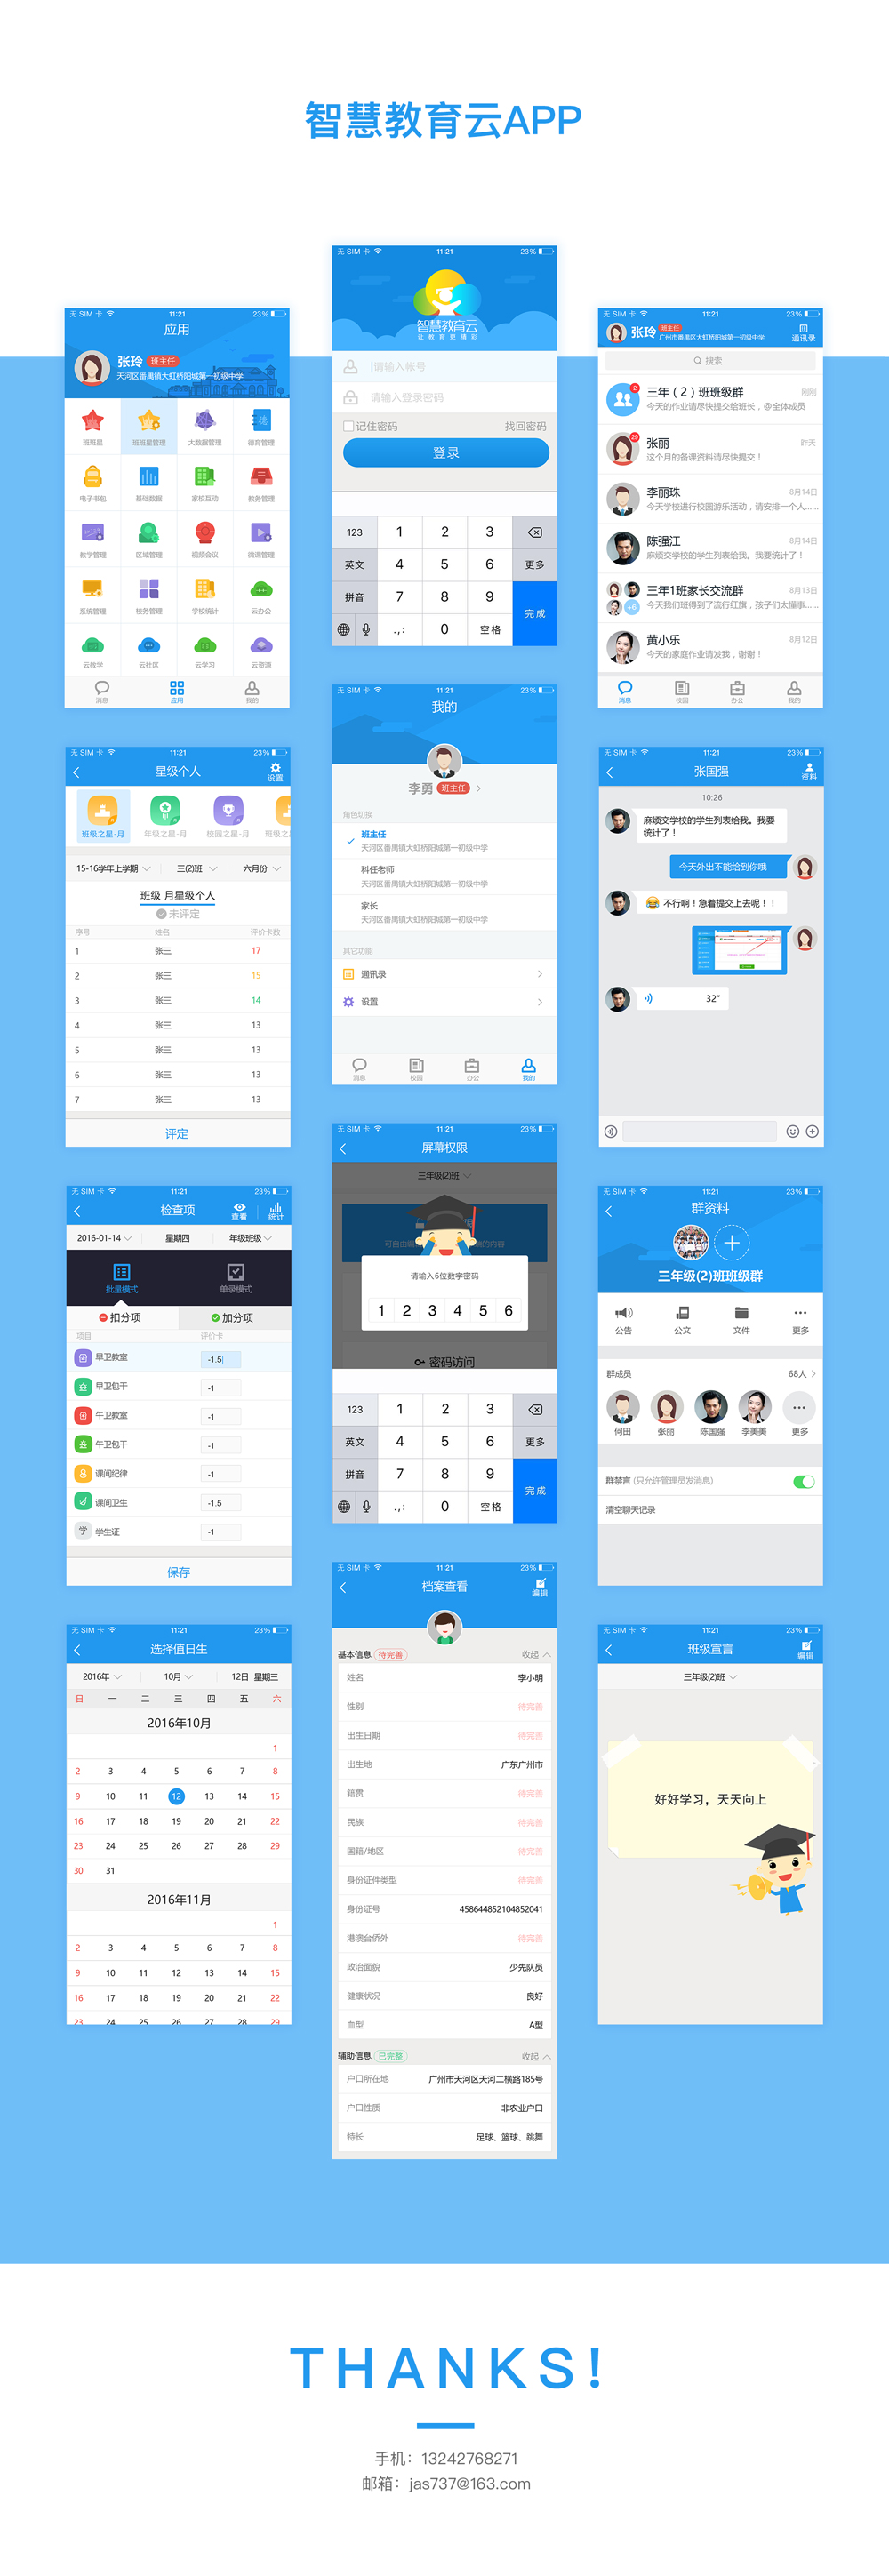 智慧教育云APP
无 SIM 卡 11:21 23%
应用
张玲 班主任
天河区番禺镇大虹桥阳城第一初级中学
班班星 班班星管理 大数据管理 德育管理
电子书包 基础数据 家校互动 教务管理
教学管理 区域管理 视频会议 微课管理
系统管理 校务管理 学校统计 云办公
云教学 云社区 云学习 云资源
消息 应用 我的
无 SIM 卡 11:21 23%
智慧教育云
让教育更精彩
请输入帐号
请输入登录密码
记住密码 找回密码
登录
123 1 2 3
英文 4 5 6 更多
拼音 7 8 9 完成
.,: 0 空格
无 SIM 卡 11:21 23%
张玲 班主任
广州市番禺区大虹桥阳城第一初级中学
通讯录
搜索
2
三年（2）班班级群 刚刚
今天的作业请尽快提交给班长，@全体成员
29
张丽 昨天
这个月的备课资料请尽快提交！
李丽珠 8月14日
今天学校进行校园游乐活动，请安排一个人......
陈强江 8月14日
麻烦交学校的学生列表给我。我要统计了！
三年1班家长交流群 8月13日
+6
今天我们班得到了流行红旗，孩子们太懂事......
黄小乐 8月12日
今天的家庭作业请发我，谢谢！
消息 校园 办公 我的
无 SIM 卡 11:21 23%
星级个人 设置
班级之星-月 年级之星-月 校园之星-月 班级之
15-16学年上学期 三(2)班 六月份
班级 月星级个人
未评定
序号 姓名 评价卡数
1 张三 17
2 张三 15
3 张三 14
4 张三 13
5 张三 13
6 张三 13
7 张三 13
评定
无 SIM 卡 11:21 23%
我的
李勇 班主任
角色切换
班主任
天河区番禺镇大虹桥阳城第一初级中学
科任老师
天河区番禺镇大虹桥阳城第一初级中学
家长
天河区番禺镇大虹桥阳城第一初级中学
其它功能
通讯录
设置
消息 校园 办公 我的
无 SIM 卡 11:21 23%
张国强 资料
10:26
麻烦交学校的学生列表给我。我要
统计了！
今天外出不能给到你哦
不行啊！急着提交上去呢！！
32"
无 SIM 卡 11:21 23%
检查项 查看 统计
2016-01-14 星期四 年级班级
批量模式 单录模式
扣分项 加分项
项目 评价卡
早卫教室 -1.5
早卫包干 -1
午卫教室 -1
午卫包干 -1
课间纪律 -1
课间卫生 -1.5
学 学生证 -1
保存
无 SIM 卡 11:21 23%
屏幕权限
三年级(2)班
请输入6位数字密码
1 2 3 4 5 6
密码访问
123 1 2 3
英文 4 5 6 更多
拼音 7 8 9 完成
.,: 0 空格
无 SIM 卡 11:21 23%
群资料
三年级(2)班班级群
公告 公文 文件 更多
群成员 68人
何田 张丽 陈国强 李美美 更多
群禁言 (只允许管理员发消息)
清空聊天记录
无 SIM 卡 11:21 23%
选择值日生
2016年 10月 12日 星期三
日 一 二 三 四 五 六
2016年10月
1
2 3 4 5 6 7 8
9 10 11 12 13 14 15
16 17 18 19 20 21 22
23 24 25 26 27 28 29
30 31
2016年11月
1
2 3 4 5 6 7 8
9 10 11 12 13 14 15
16 17 18 19 20 21 22
23 24 25 26 27 28 29
无 SIM 卡 11:21 23%
档案查看 编辑
基本信息 待完善 收起
姓名 李小明
性别 待完善
出生日期 待完善
出生地 广东广州市
籍贯 待完善
民族 待完善
国籍/地区 待完善
身份证件类型 待完善
身份证号 458644852104852041
港澳台侨外 待完善
政治面貌 少先队员
健康状况 良好
血型 A型
辅助信息 已完整 收起
户口所在地 广州市天河区天河二横路185号
户口性质 非农业户口
特长 足球、篮球、跳舞
无 SIM 卡 11:21 23%
班级宣言 编辑
三年级(2)班
好好学习，天天向上
THANKS!
手机：13242768271
邮箱：jas737@163.com